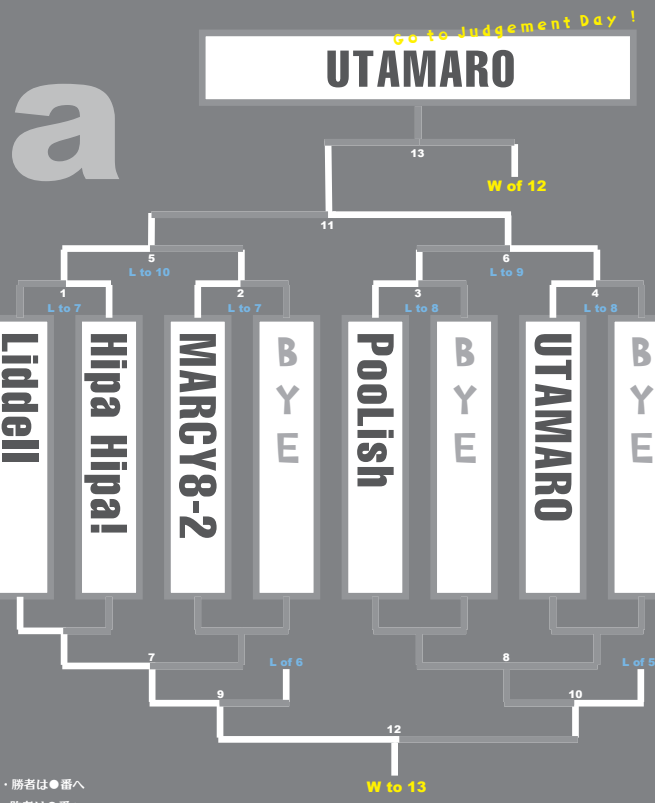 Go to Judgement Day !
UTAMARO
a
13
W of 12
11
5
6
L to 10
L to 9
1
2
3
4
L to 7
L to 7
L to 8
L to 8
Liddell
Hipa Hipa!
MARCY8-2
BYE
PooLish
BYE
UTAMARO
BYE
7
L of 6
8
L of 5
9
10
12
W to 13
・勝者は●番へ